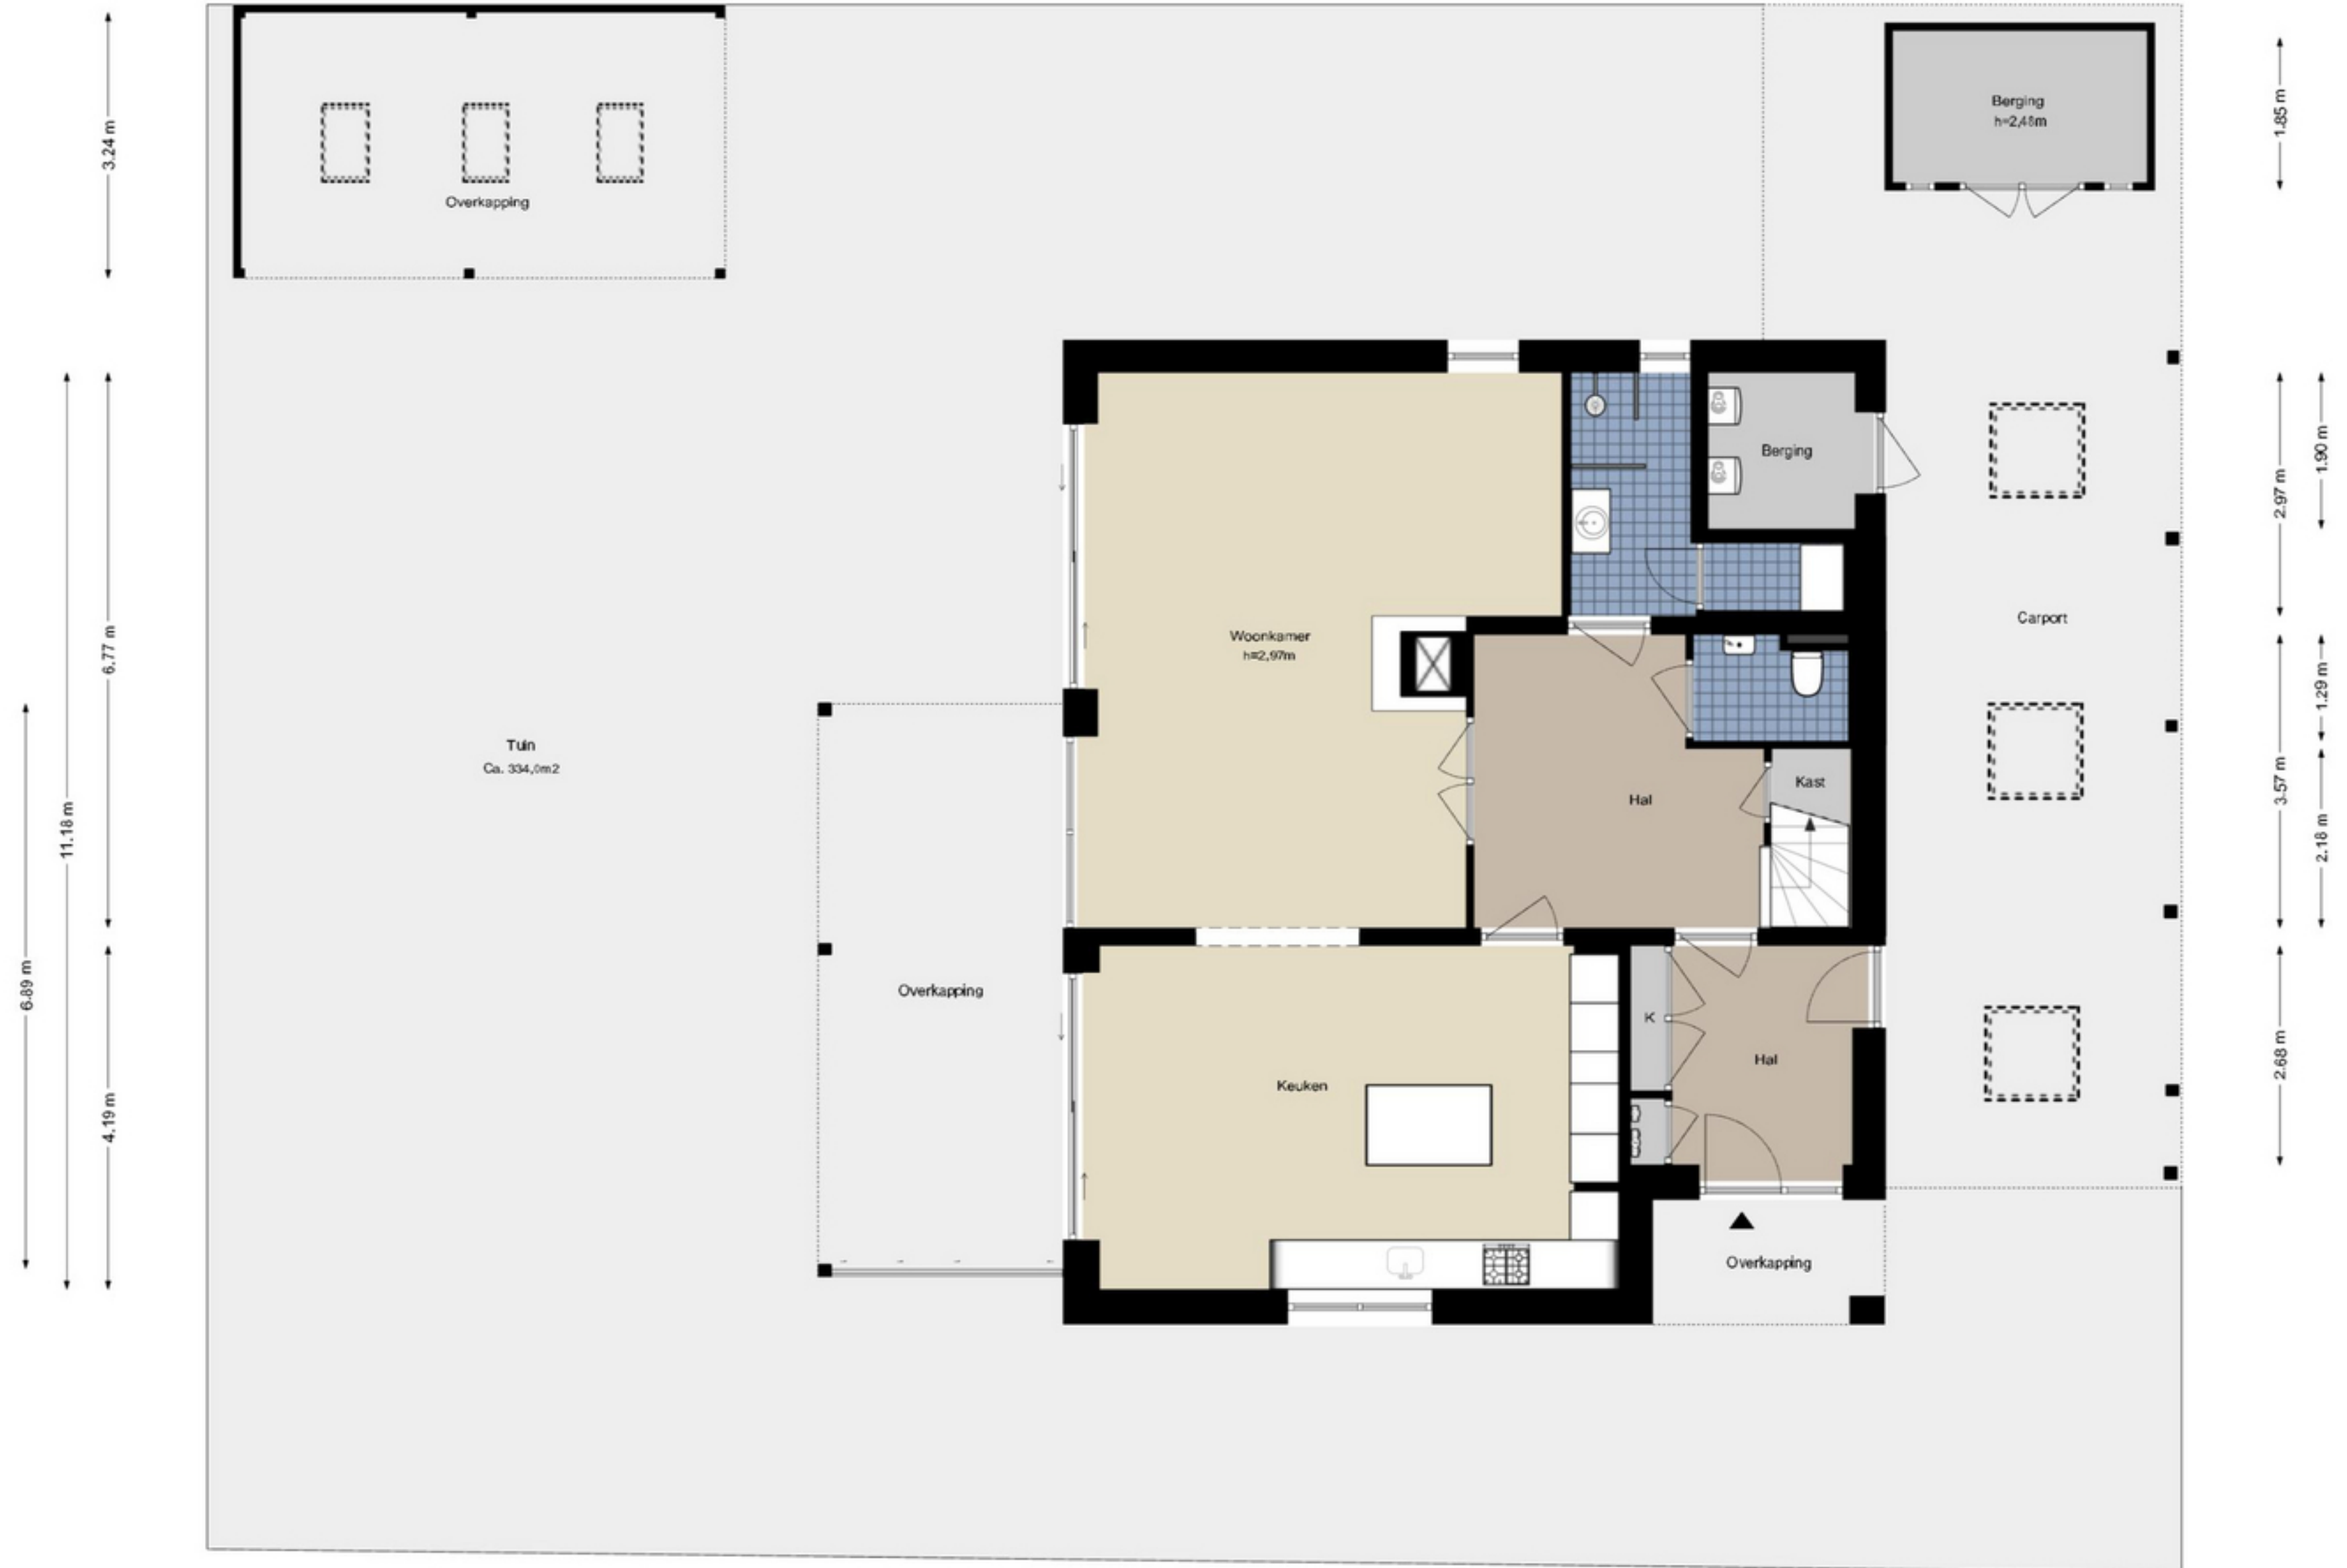 3.24 m
Overkapping
Berging
h=2,48m
1.85 m
Berging
1.90 m
2.97 m
Carport
Woonkamer
h=2,97m
6.77 m
1.29 m
Tuin
Ca. 334,0m2
Kast
Hal
3.57 m
11.18 m
2.18 m
6.89 m
Overkapping
K
Hal
2.68 m
Keuken
4.19 m
Overkapping